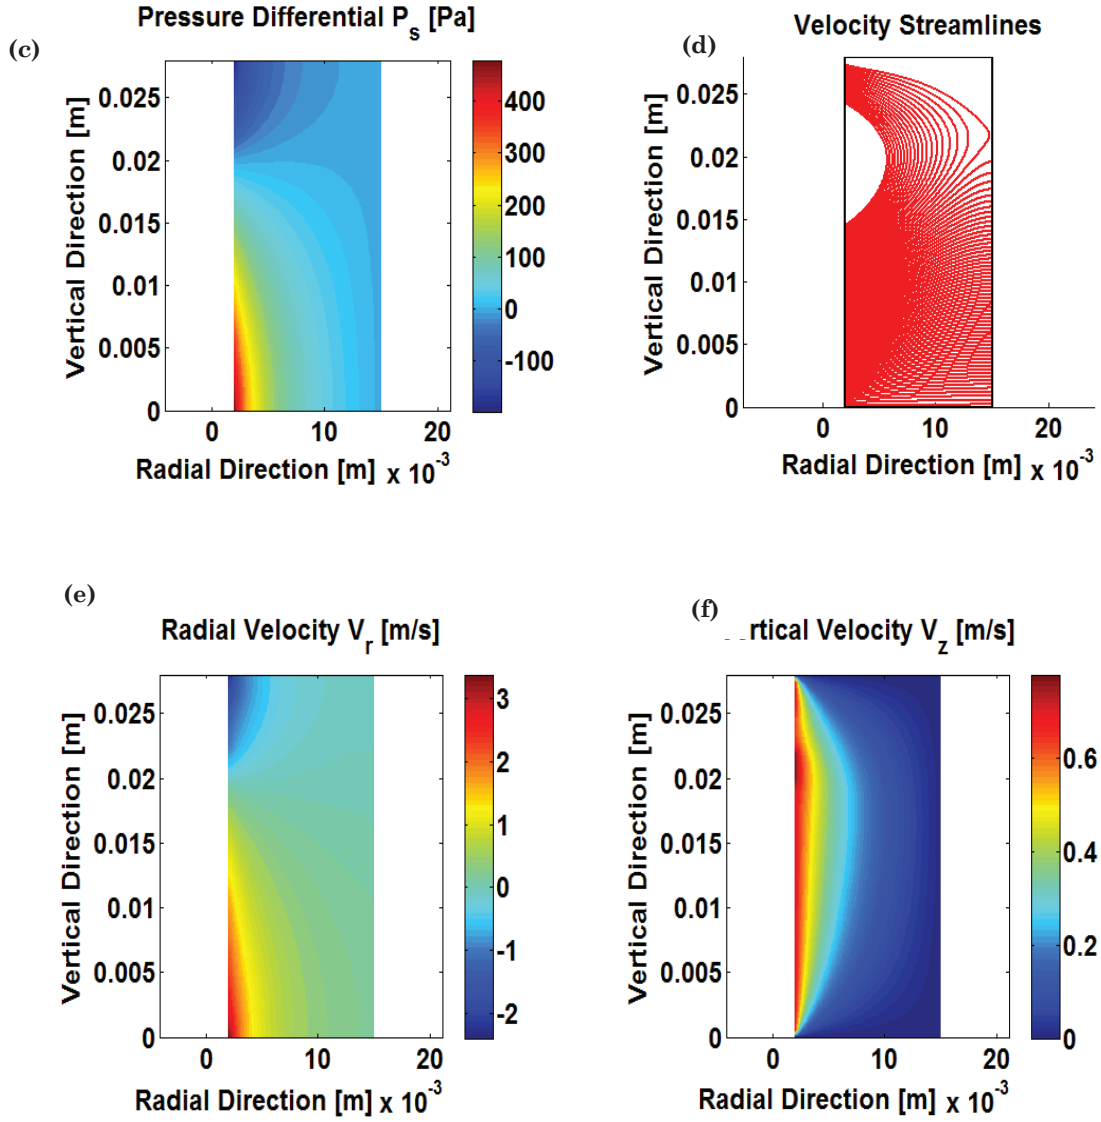 (c)
Pressure Differential P_s [Pa]
Vertical Direction [m]
0.025
0.02
0.015
0.01
0.005
0
0 10 20
Radial Direction [m] x 10^-3
400
300
200
100
0
-100
(d)
Velocity Streamlines
Vertical Direction [m]
0.025
0.02
0.015
0.01
0.005
0
0 10 20
Radial Direction [m] x 10^-3
(e)
Radial Velocity V_r [m/s]
Vertical Direction [m]
0.025
0.02
0.015
0.01
0.005
0
0 10 20
Radial Direction [m] x 10^-3
3
2
1
0
-1
-2
(f)
rtical Velocity V_z [m/s]
Vertical Direction [m]
0.025
0.02
0.015
0.01
0.005
0
0 10 20
Radial Direction [m] x 10^-3
0.6
0.4
0.2
0